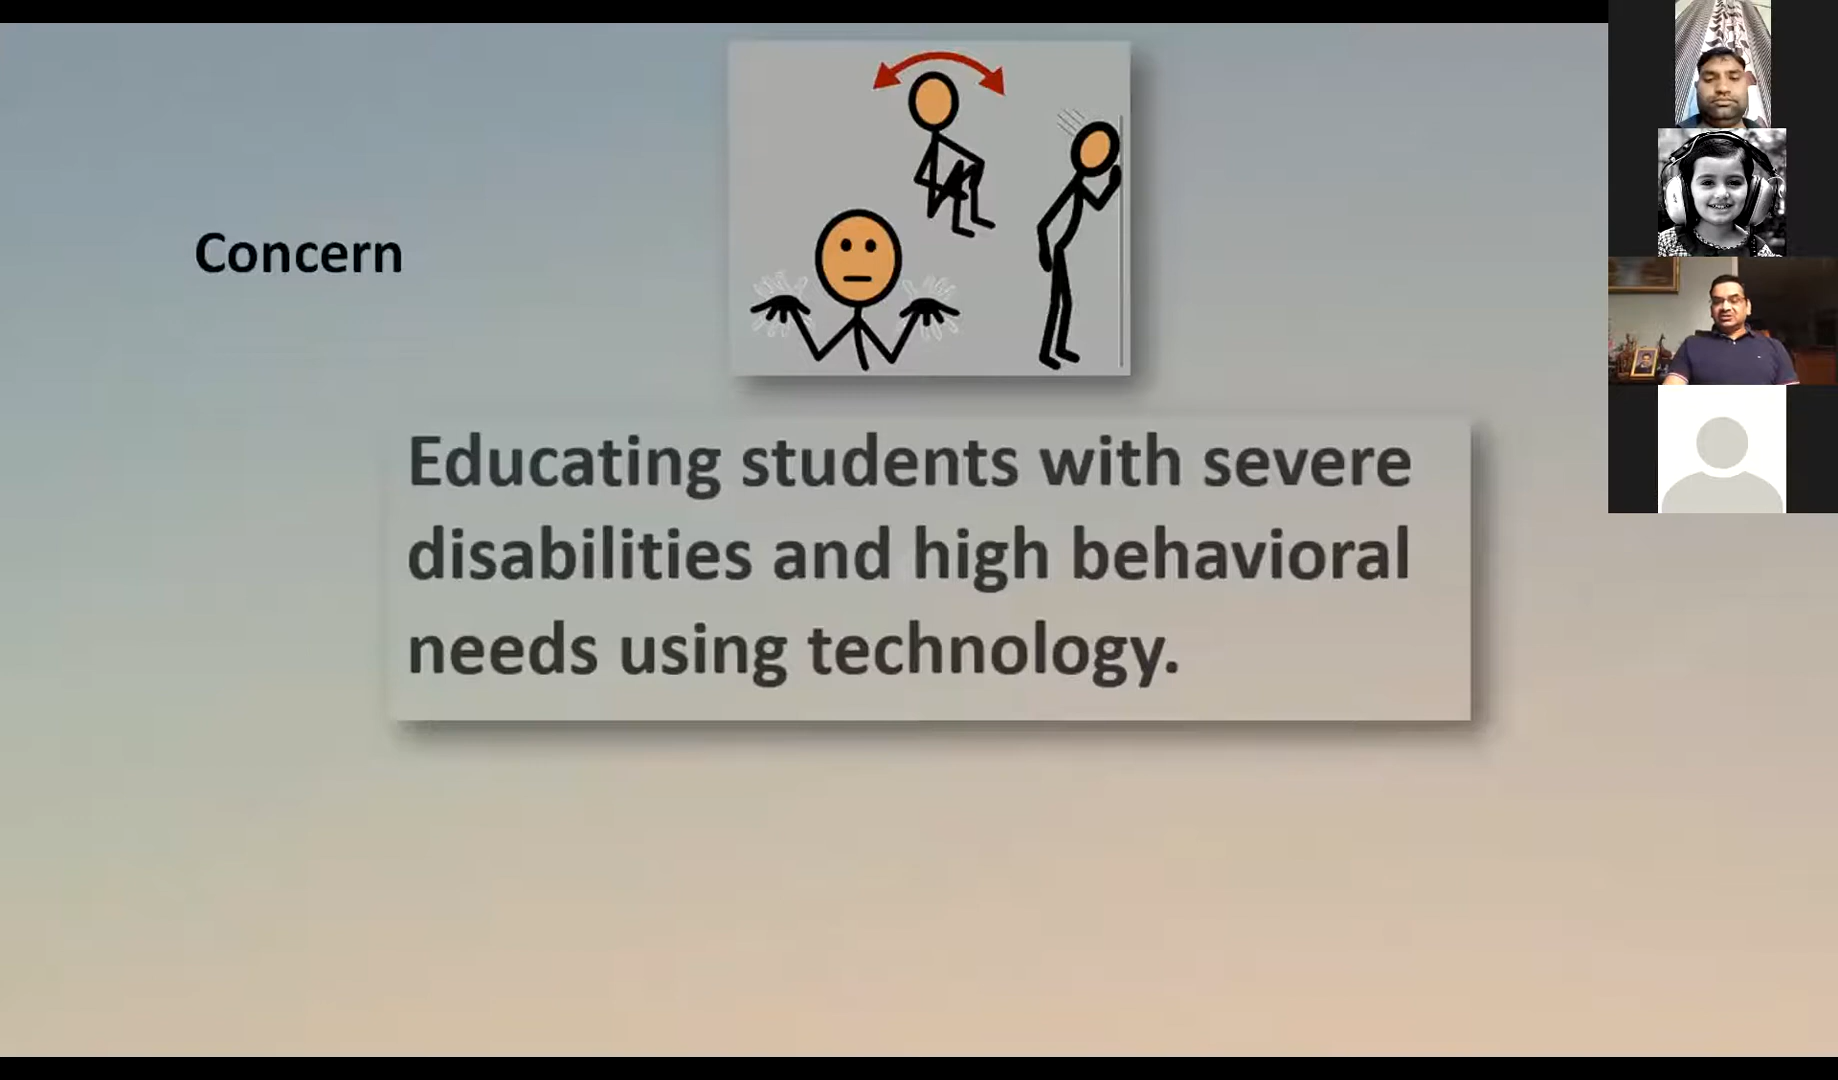 Concern
Educating students with severe
disabilities and high behavioral
needs using technology.